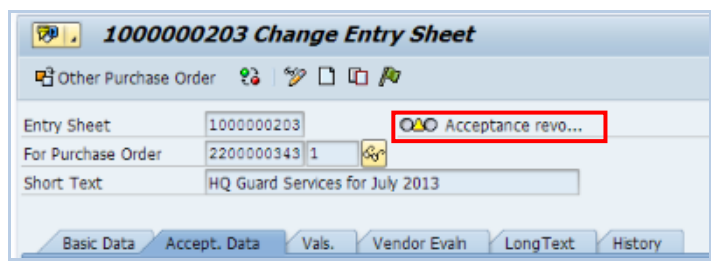 1000000203 Change Entry Sheet
Other Purchase Order
Entry Sheet 1000000203 Acceptance revo...
For Purchase Order 2200000343 1
Short Text HQ Guard Services for July 2013
Basic Data Accept. Data Vals. Vendor Evaln LongText History